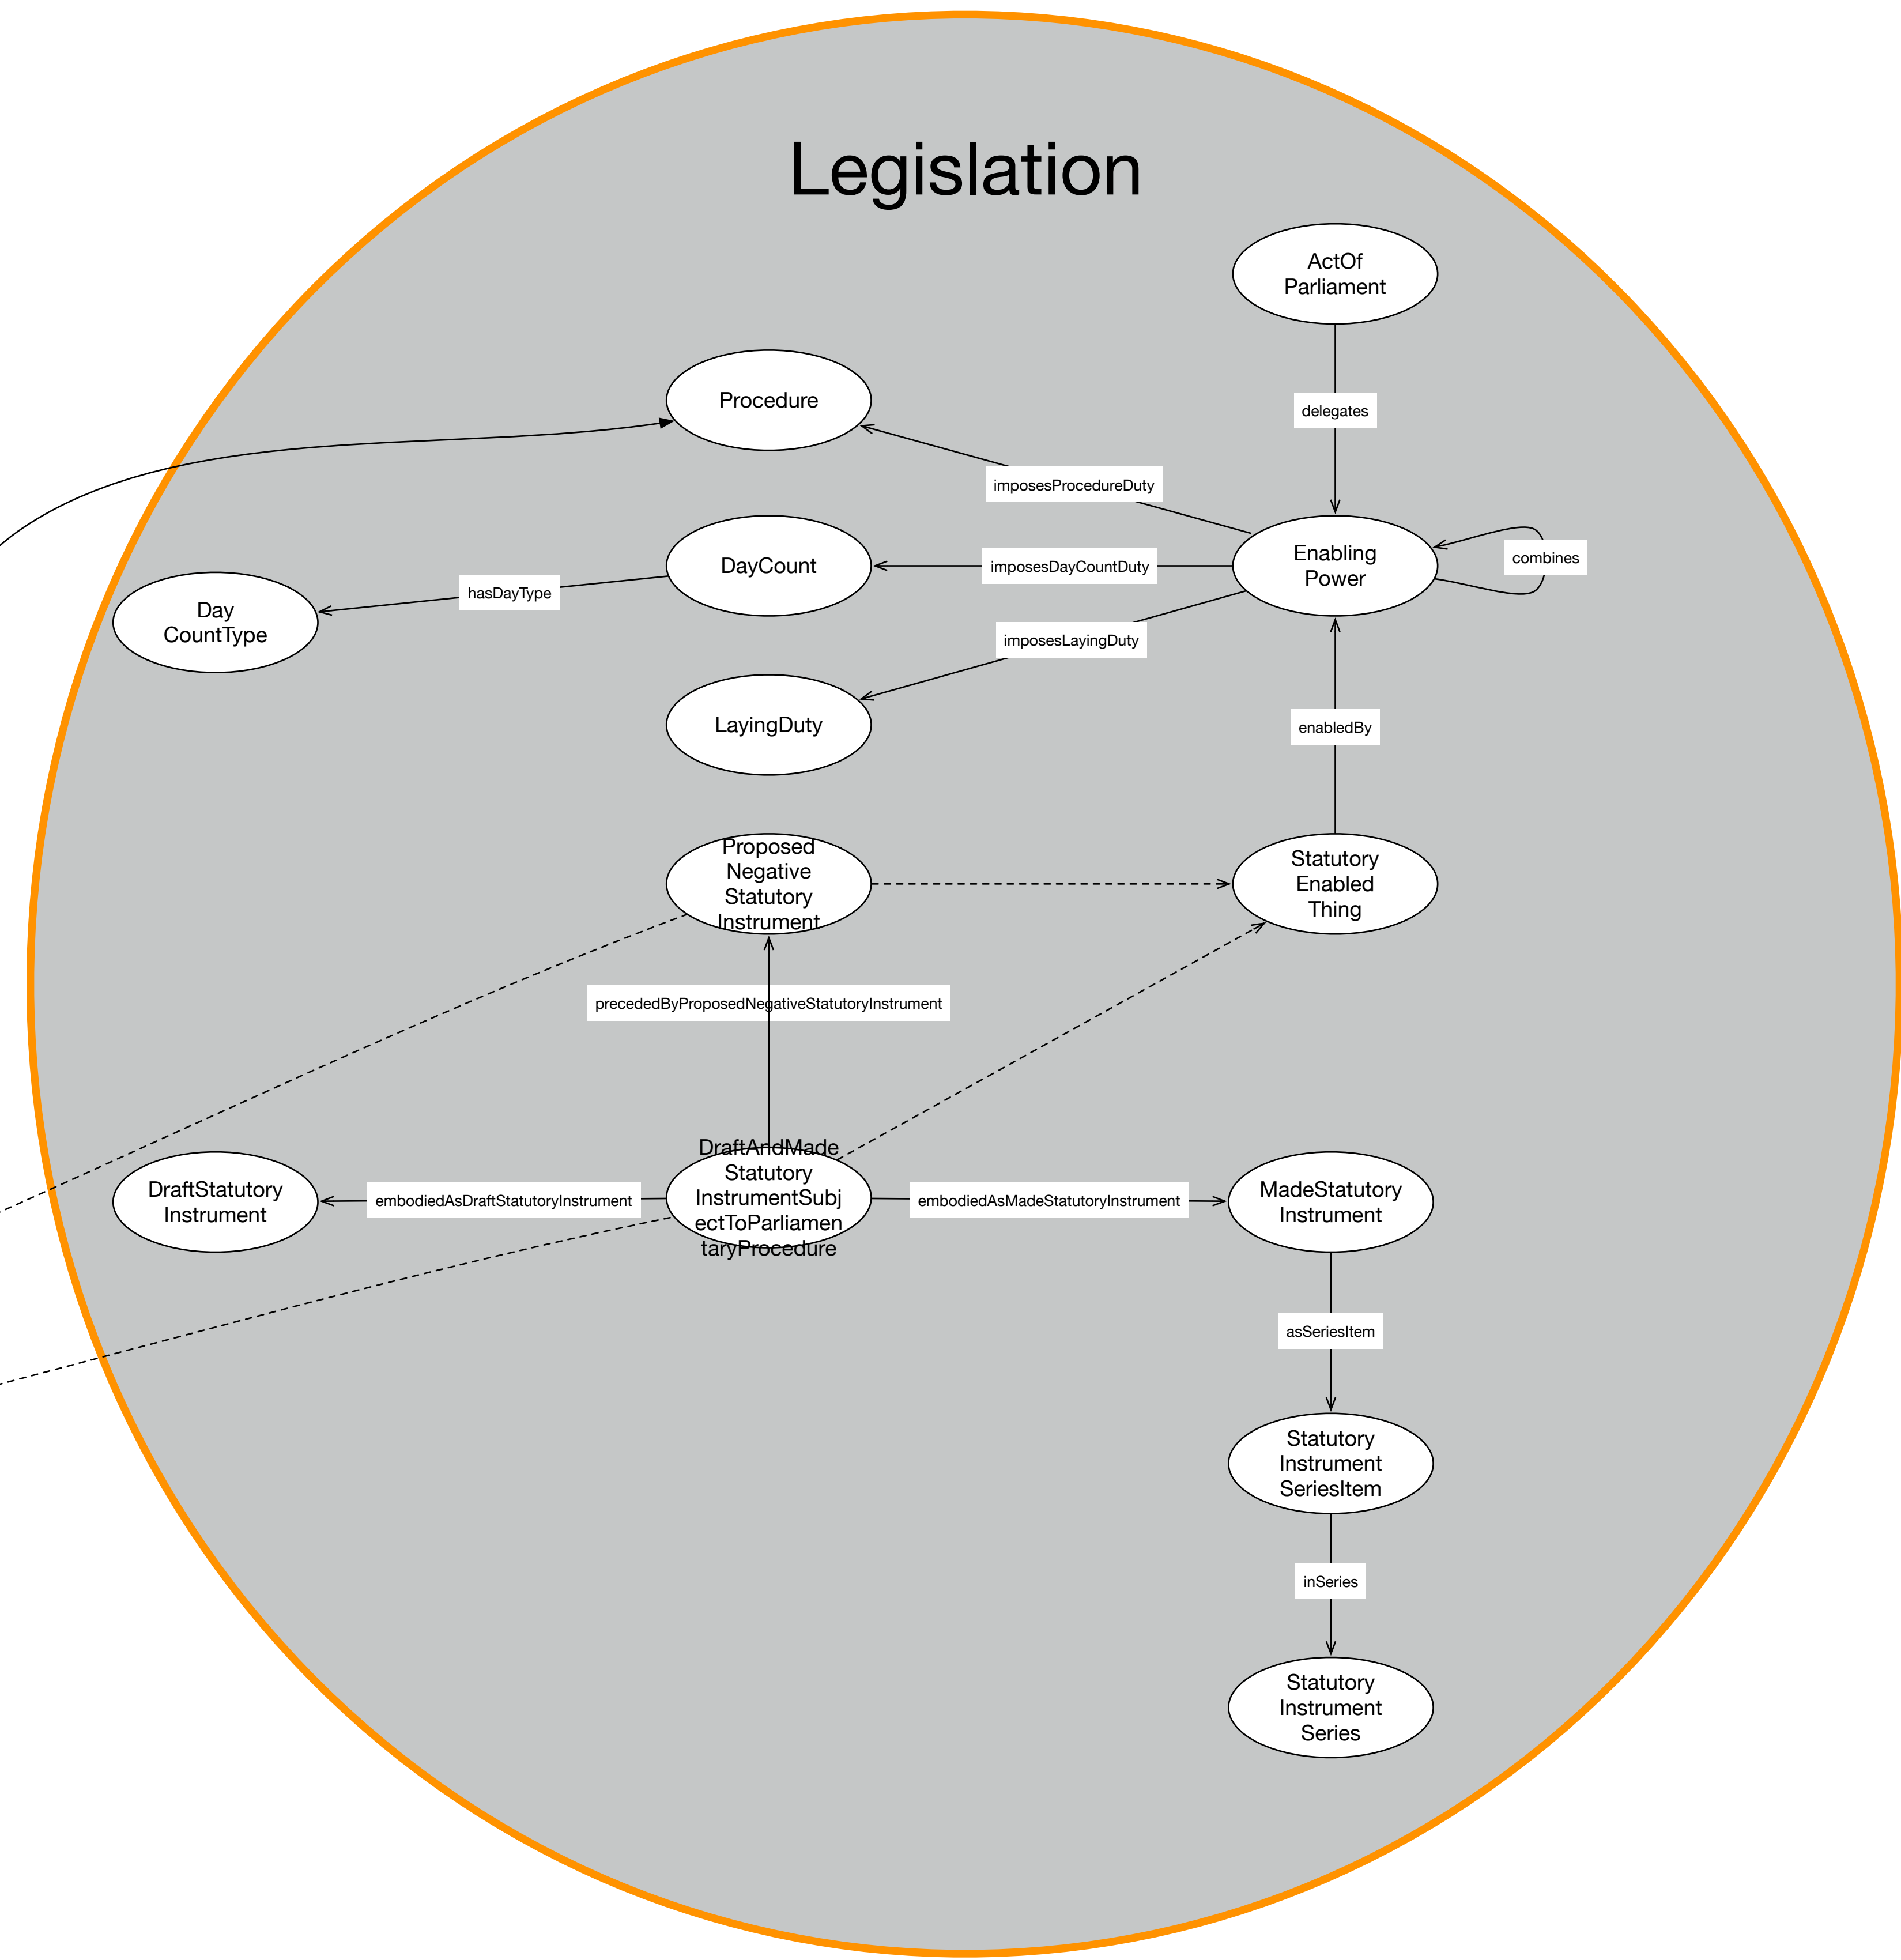 Legislation
ActOf
Parliament
delegates
Procedure
imposesProcedureDuty
Enabling
Power
combines
DayCount
imposesDayCountDuty
hasDayType
Day
CountType
imposesLayingDuty
LayingDuty
enabledBy
Proposed
Negative
Statutory
Instrument
Statutory
Enabled
Thing
precededByProposedNegativeStatutoryInstrument
DraftStatutory
Instrument
embodiedAsDraftStatutoryInstrument
DraftAndMade
Statutory
InstrumentSubj
ectToParliamen
taryProcedure
embodiedAsMadeStatutoryInstrument
MadeStatutory
Instrument
asSeriesItem
Statutory
Instrument
SeriesItem
inSeries
Statutory
Instrument
Series